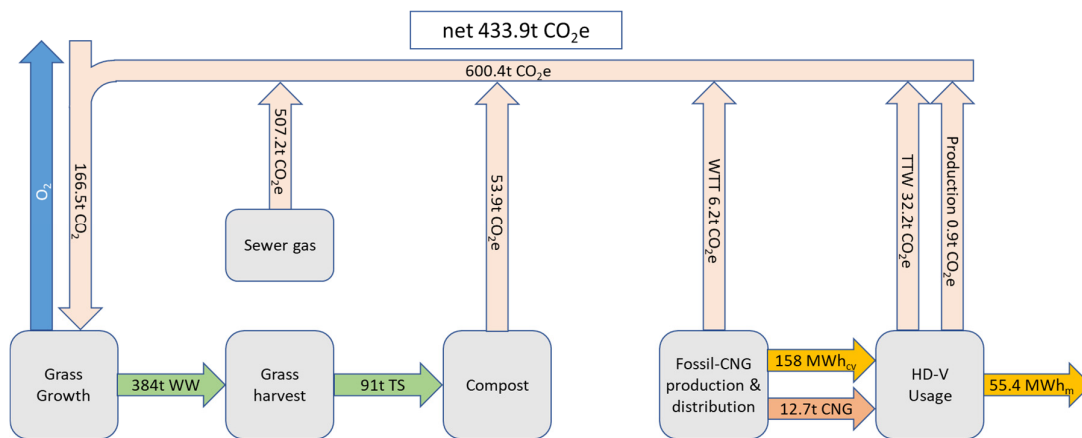 net 433.9t CO₂e
600.4t CO₂e
O₂
166.5t CO₂
507.2t CO₂e
53.9t CO₂e
WTT 6.2t CO₂e
TTW 32.2t CO₂e
Production 0.9t CO₂e
Sewer gas
Grass
Growth
384t WW
Grass
harvest
91t TS
Compost
Fossil-CNG
production &
distribution
158 MWh_cv
12.7t CNG
HD-V
Usage
55.4 MWhₘ